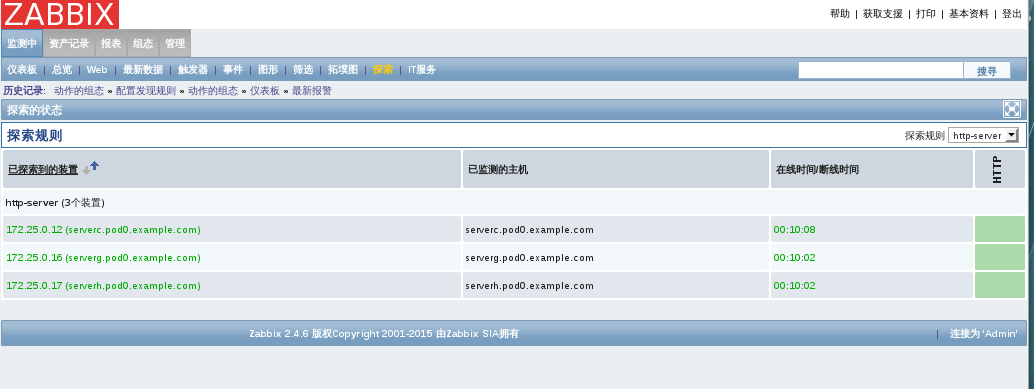 ZABBIX
帮助 | 获取支援 | 打印 | 基本资料 | 登出
监测中 资产记录 报表 组态 管理
仪表板 | 总览 | Web | 最新数据 | 触发器 | 事件 | 图形 | 筛选 | 拓墣图 | 探索 | IT服务
搜寻
历史记录: 动作的组态 » 配置发现规则 » 动作的组态 » 仪表板 » 最新报警
探索的状态
探索规则 探索规则 http-server
已探索到的装置 已监测的主机 在线时间/断线时间 HTTP
http-server (3个装置)
172.25.0.12 (serverc.pod0.example.com) serverc.pod0.example.com 00:10:08
172.25.0.16 (serverg.pod0.example.com) serverg.pod0.example.com 00:10:02
172.25.0.17 (serverh.pod0.example.com) serverh.pod0.example.com 00:10:02
Zabbix 2.4.6 版权Copyright 2001-2015 由Zabbix SIA拥有 | 连接为 'Admin'